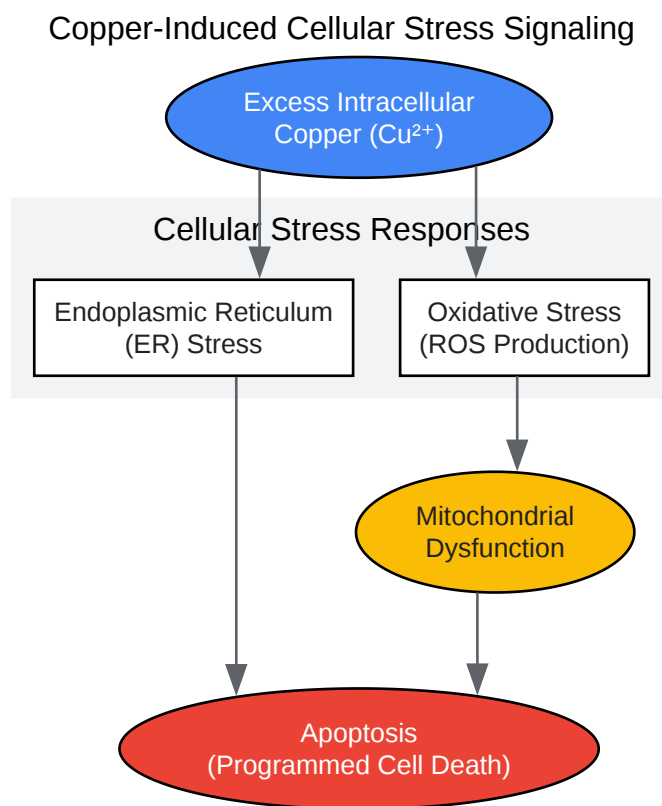 Copper-Induced Cellular Stress Signaling
Excess Intracellular
Copper (Cu²⁺)
Cellular Stress Responses
Endoplasmic Reticulum
(ER) Stress
Oxidative Stress
(ROS Production)
Mitochondrial
Dysfunction
Apoptosis
(Programmed Cell Death)